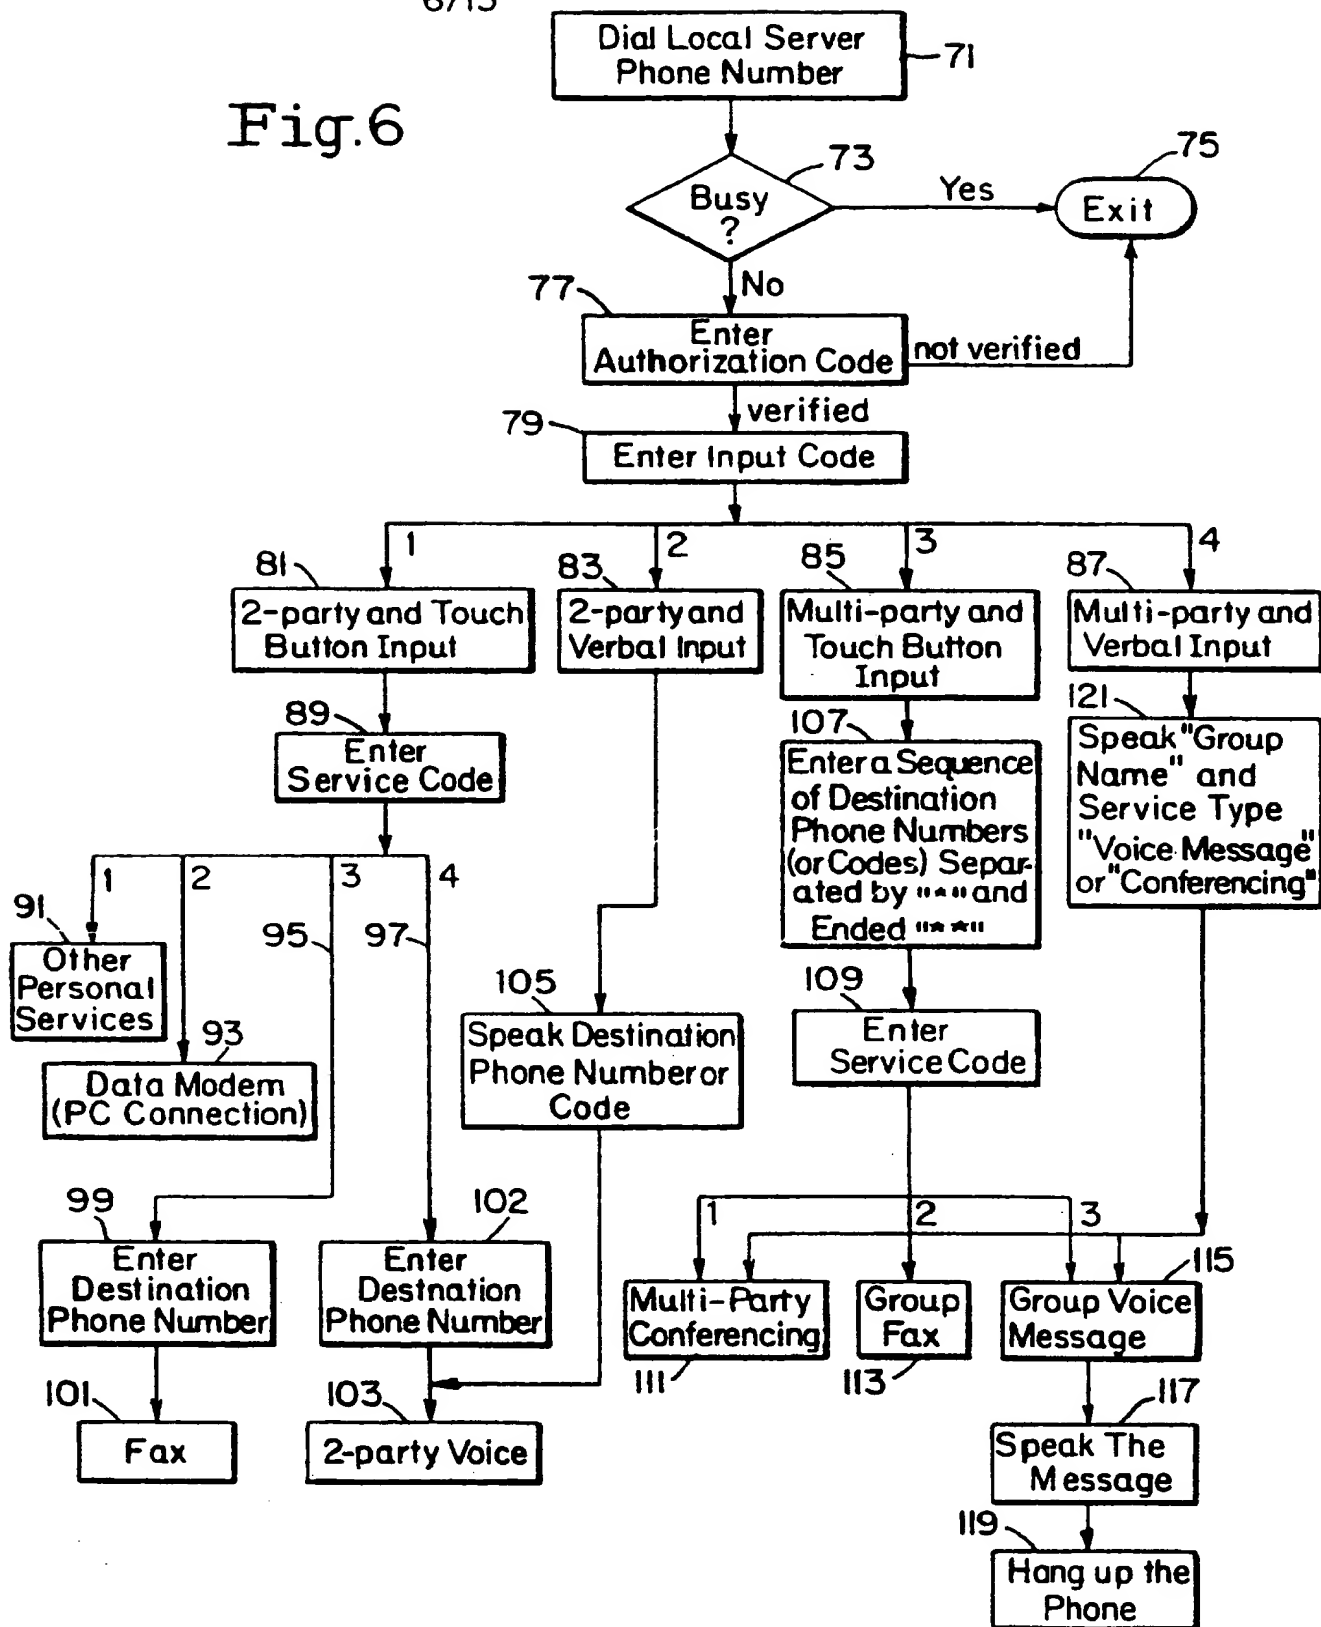 6/13
Fig.6
Dial Local Server
Phone Number
71
Busy
?
73
Yes
75
Exit
No
77
Enter
Authorization Code
not verified
verified
79
Enter Input Code
1
2
3
4
81
2-party and Touch
Button Input
83
2-party and
Verbal Input
85
Multi-party and
Touch Button
Input
87
Multi-party and
Verbal Input
89
Enter
Service Code
107
Enter a Sequence
of Destination
Phone Numbers
(or Codes) Separ-
ated by "*" and
Ended "**"
121
Speak "Group
Name" and
Service Type
"Voice Message"
or "Conferencing"
1
2
3
4
91
Other
Personal
Services
93
Data Modem
(PC Connection)
95
97
105
Speak Destination
Phone Number or
Code
109
Enter
Service Code
99
Enter
Destination
Phone Number
102
Enter
Destnation
Phone Number
1
2
3
Multi-Party
Conferencing
111
Group
Fax
113
115
Group Voice
Message
101
Fax
103
2-party Voice
117
Speak The
Message
119
Hang up the
Phone